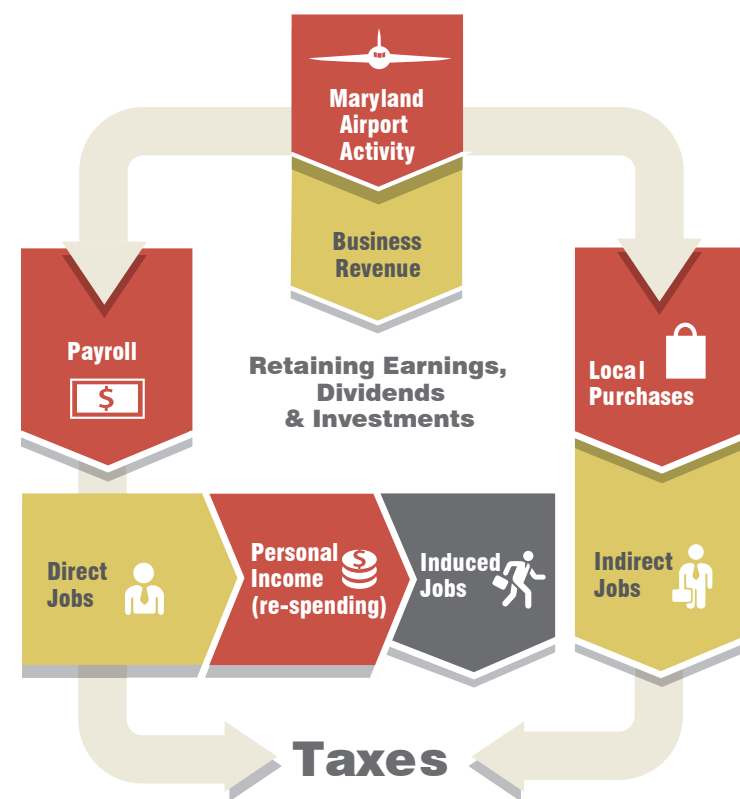 Maryland
Airport
Activity
Business
Revenue
Payroll
$
Retaining Earnings,
Dividends
& Investments
Local
Purchases
Direct
Jobs
Personal
Income
(re-spending)
$
Induced
Jobs
Indirect
Jobs
Taxes